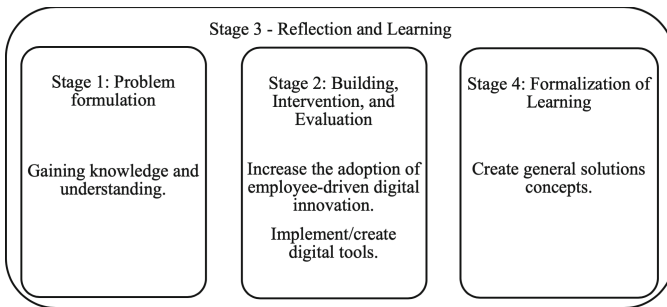 Stage 3 - Reflection and Learning
Stage 1: Problem
formulation
Gaining knowledge and
understanding.
Stage 2: Building,
Intervention, and
Evaluation
Increase the adoption of
employee-driven digital
innovation.
Implement/create
digital tools.
Stage 4: Formalization of
Learning
Create general solutions
concepts.